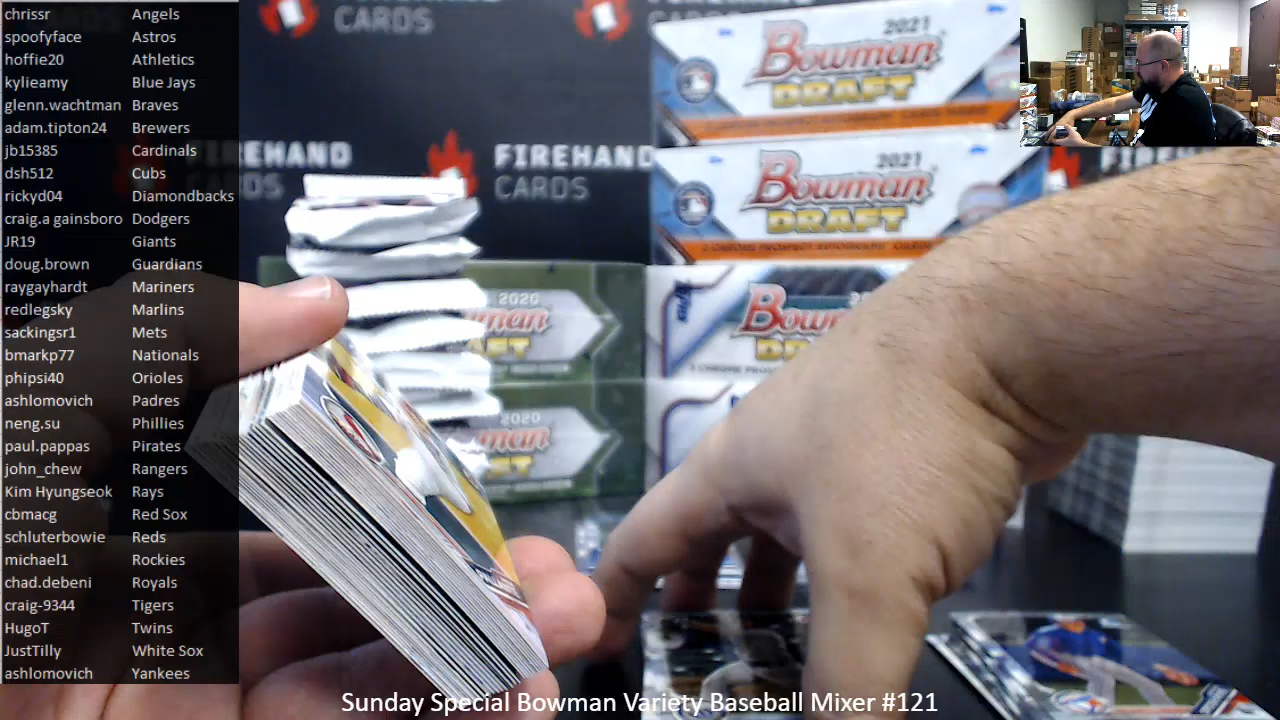 chrissr Angels
spoofyface Astros
hoffie20 Athletics
kylieamy Blue Jays
glenn.wachtman Braves
adam.tipton24 Brewers
jb15385 Cardinals
dsh512 Cubs
rickyd04 Diamondbacks
craig.a gainsboro Dodgers
JR19 Giants
doug.brown Guardians
raygayhardt Mariners
redlegsky Marlins
sackingsr1 Mets
bmarkp77 Nationals
phipsi40 Orioles
ashlomovich Padres
neng.su Phillies
paul.pappas Pirates
john_chew Rangers
Kim Hyungseok Rays
cbmacg Red Sox
schluterbowie Reds
michael1 Rockies
chad.debeni Royals
craig-9344 Tigers
HugoT Twins
JustTilly White Sox
ashlomovich Yankees
FIREHAND
CARDS
EHAND
FIREHAND
CARDS
2021
Bowman
DRAFT
2021
Bowman
DRAFT
2020
2020
Sunday Special Bowman Variety Baseball Mixer #121